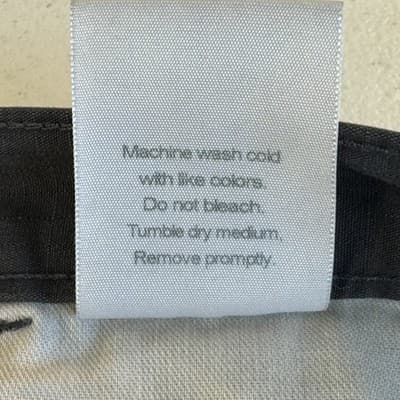 Machine wash cold
with like colors.
Do not bleach.
Tumble dry medium,
Remove promptly.